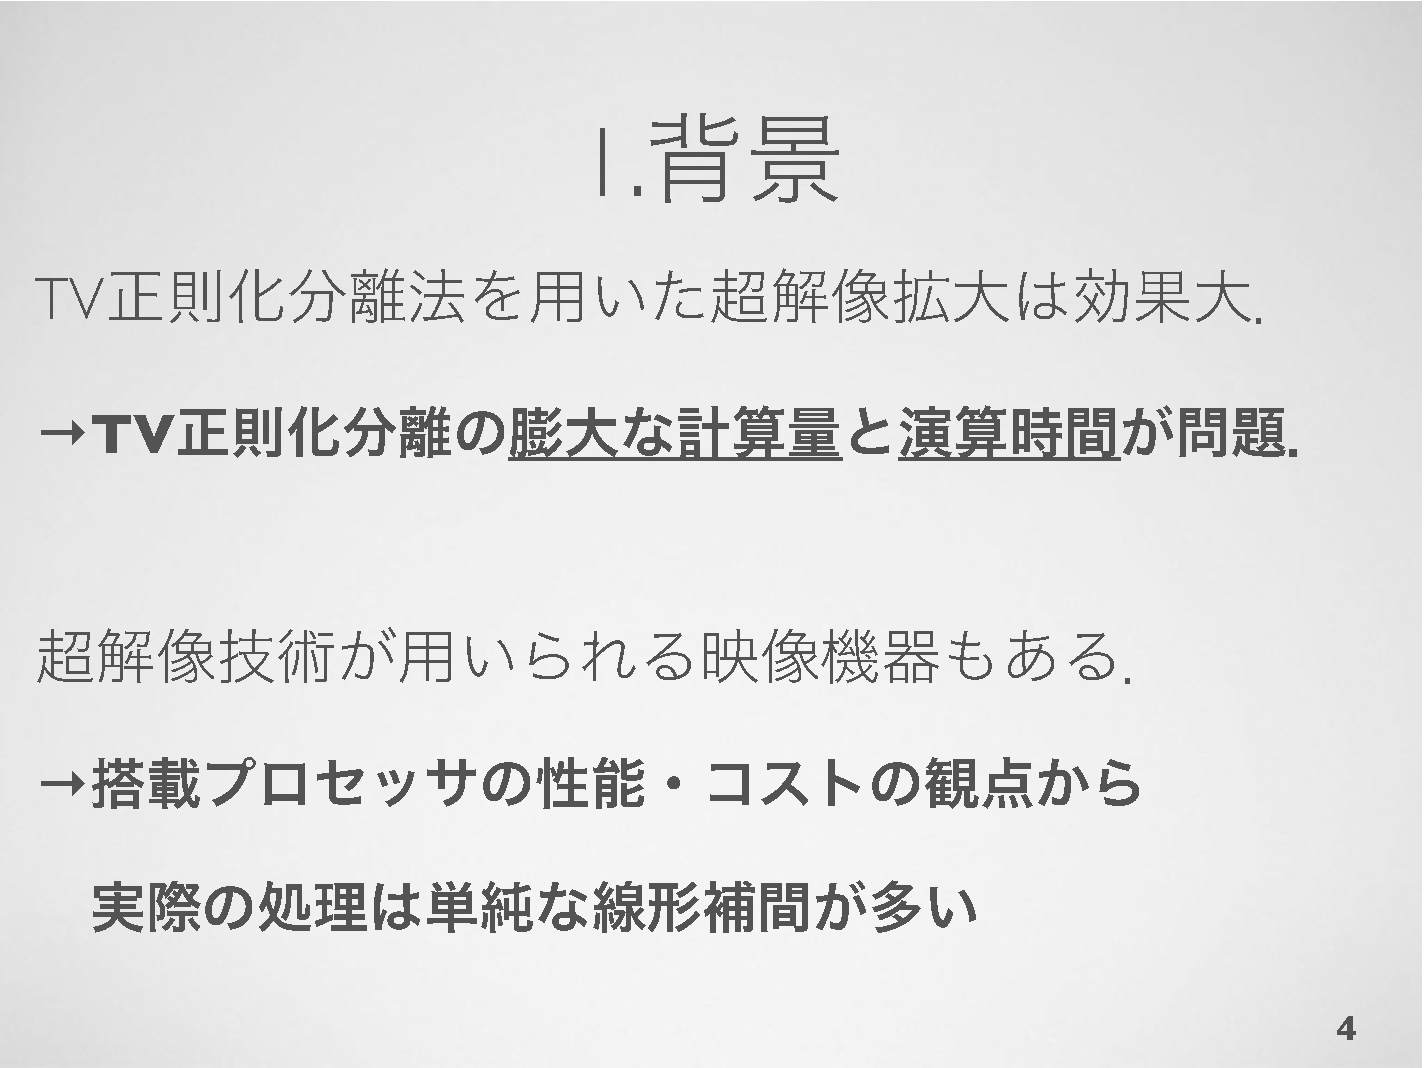 1.背景
TV正則化分離法を用いた超解像拡大は効果大.
→TV正則化分離の膨大な計算量と演算時間が問題.
超解像技術が用いられる映像機器もある.
→搭載プロセッサの性能・コストの観点から
実際の処理は単純な線形補間が多い
4